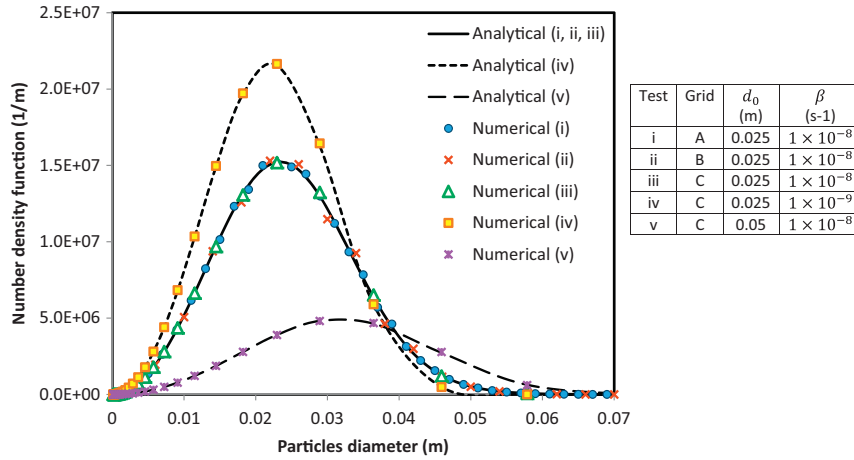 Number density function (1/m)
2.5E+07
2.0E+07
1.5E+07
1.0E+07
5.0E+06
0.0E+00
0 0.01 0.02 0.03 0.04 0.05 0.06 0.07
Particles diameter (m)
Analytical (i, ii, iii)
Analytical (iv)
Analytical (v)
Numerical (i)
Numerical (ii)
Numerical (iii)
Numerical (iv)
Numerical (v)
Test Grid d₀ (m) β (s-1)
i A 0.025 1 × 10⁻⁸
ii B 0.025 1 × 10⁻⁸
iii C 0.025 1 × 10⁻⁸
iv C 0.025 1 × 10⁻⁹
v C 0.05 1 × 10⁻⁸